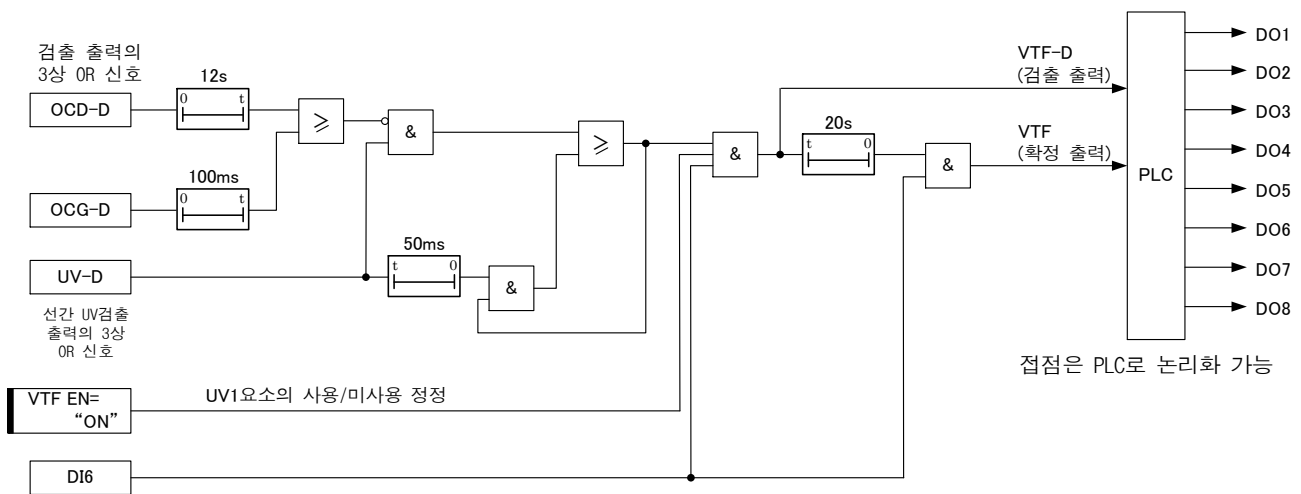 검출 출력의
3상 OR 신호
OCD-D
12s
0 t
≥
&
OCG-D
100ms
0 t
UV-D
선간 UV검출
출력의 3상
OR 신호
50ms
t 0
&
≥
&
20s
t 0
&
VTF-D
(검출 출력)
VTF
(확정 출력)
PLC
DO1
DO2
DO3
DO4
DO5
DO6
DO7
DO8
접점은 PLC로 논리화 가능
VTF EN=
“ON”
UV1요소의 사용/미사용 정정
DI6